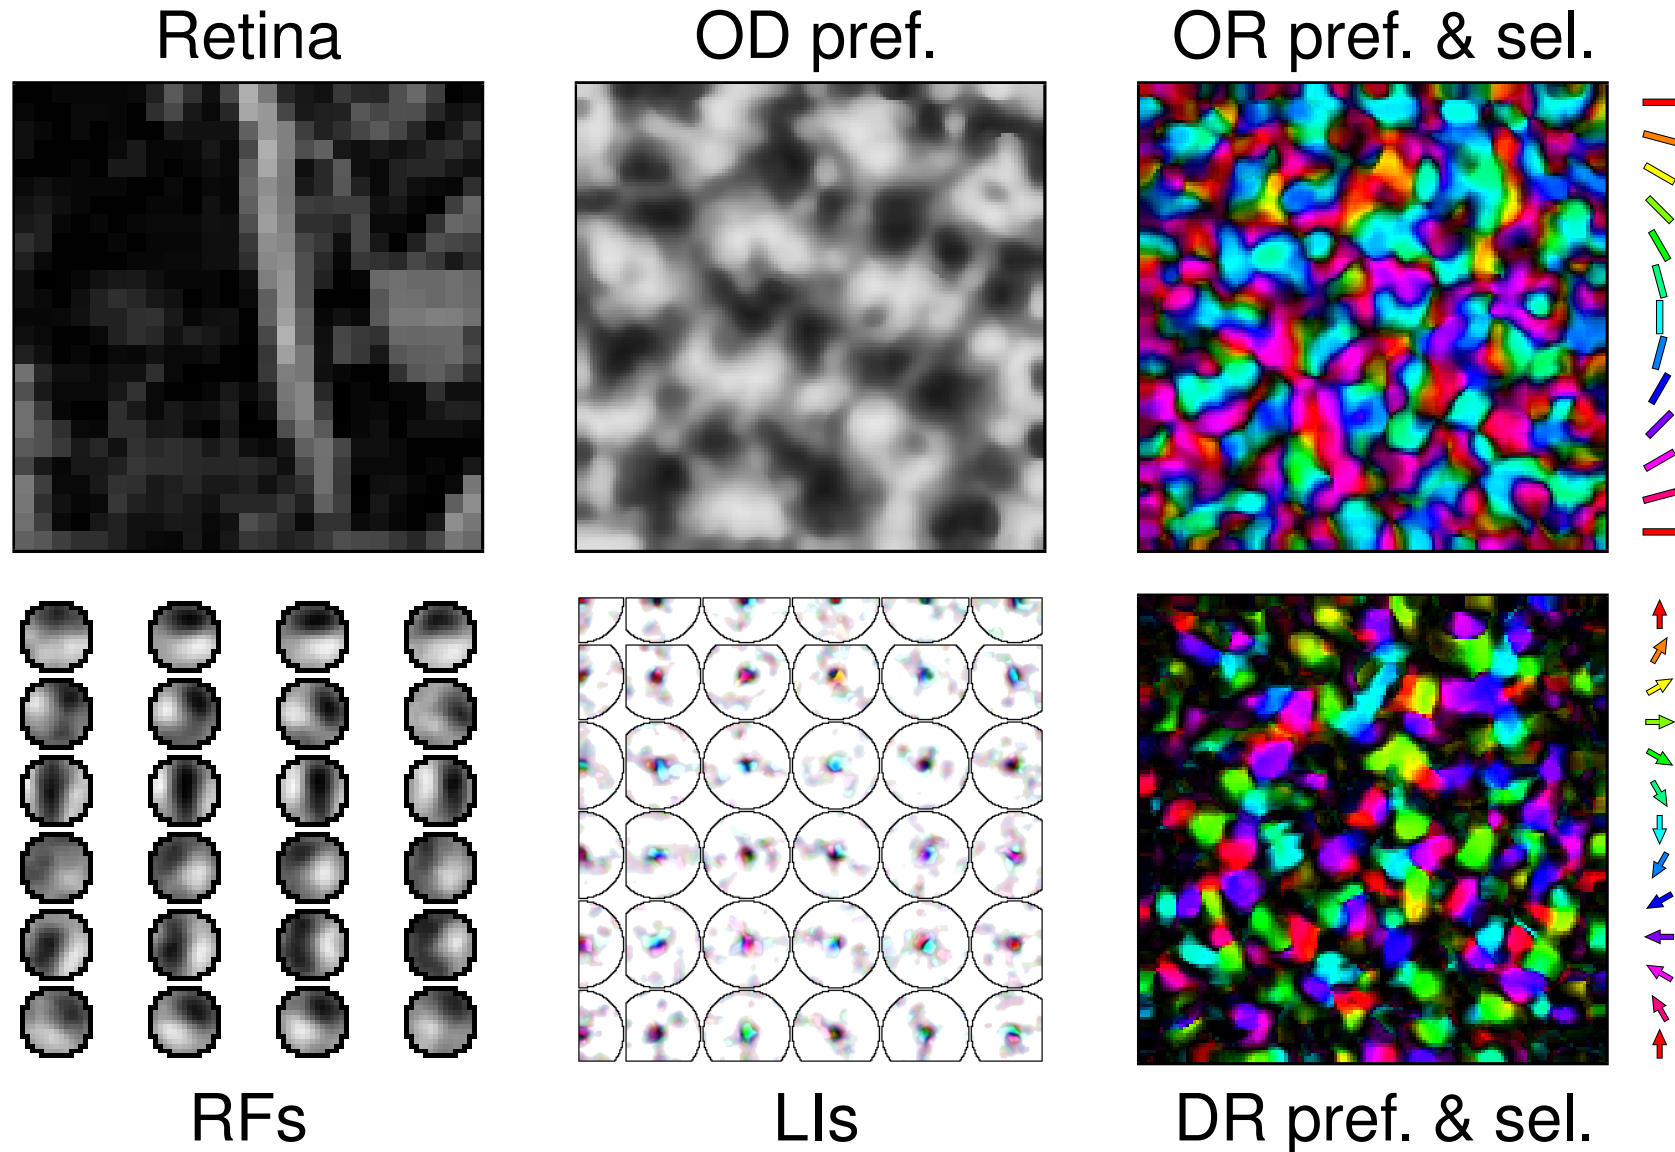 Retina
OD pref.
OR pref. & sel.
RFs
LIs
DR pref. & sel.